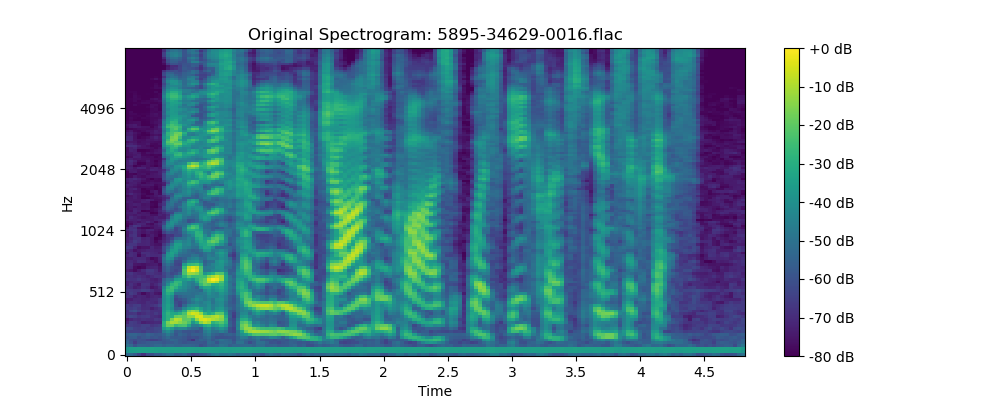 Original Spectrogram: 5895-34629-0016.flac
Hz
4096
2048
1024
512
0
0 0.5 1 1.5 2 2.5 3 3.5 4 4.5
Time
+0 dB
-10 dB
-20 dB
-30 dB
-40 dB
-50 dB
-60 dB
-70 dB
-80 dB